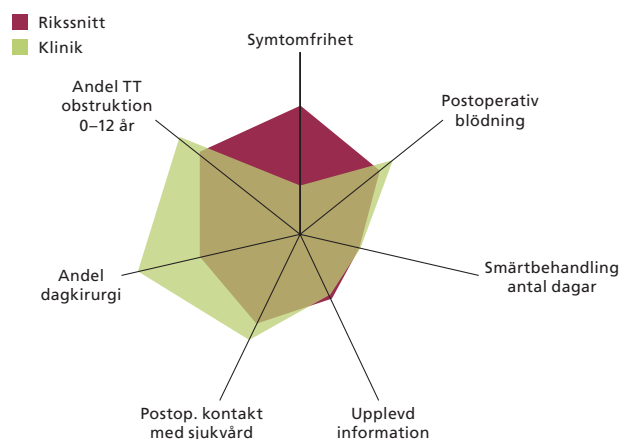 Rikssnitt
Klinik
Symtomfrihet
Andel TT
obstruktion
0–12 år
Postoperativ
blödning
Smärtbehandling
antal dagar
Andel
dagkirurgi
Postop. kontakt
med sjukvård
Upplevd
information